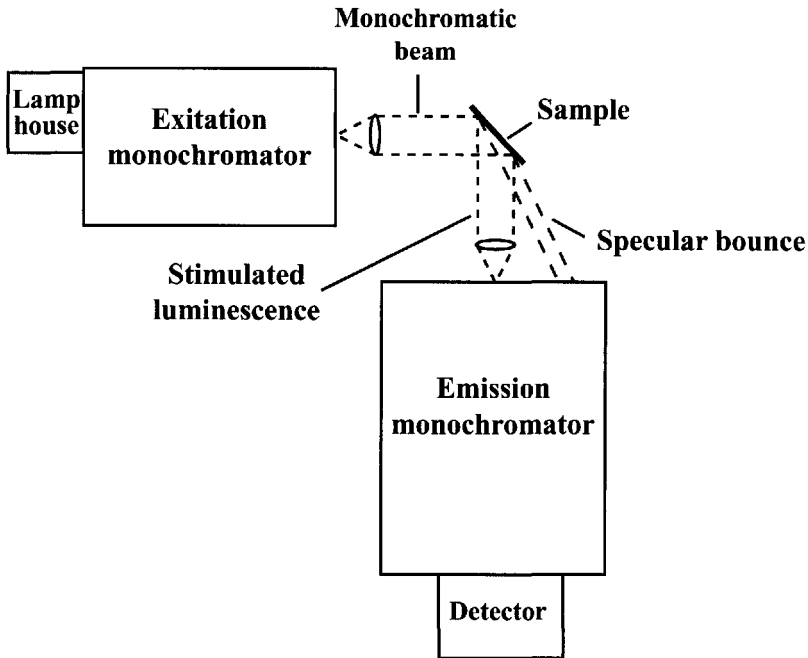 Monochromatic
beam
Lamp
house
Exitation
monochromator
Sample
Specular bounce
Stimulated
luminescence
Emission
monochromator
Detector